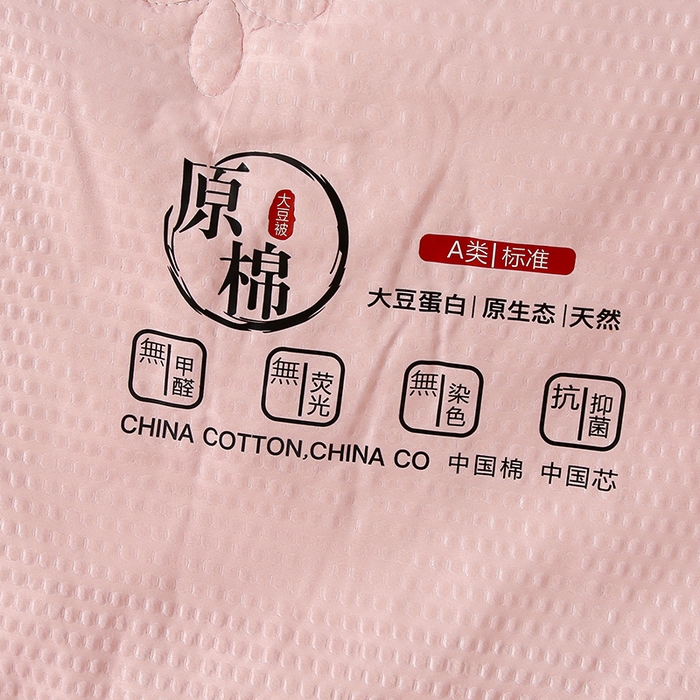 原棉
大豆被
A类|标准
大豆蛋白|原生态|天然
無|甲醛
無|荧光
無|染色
抗|抑菌
CHINA COTTON,CHINA CO 中国棉 中国芯